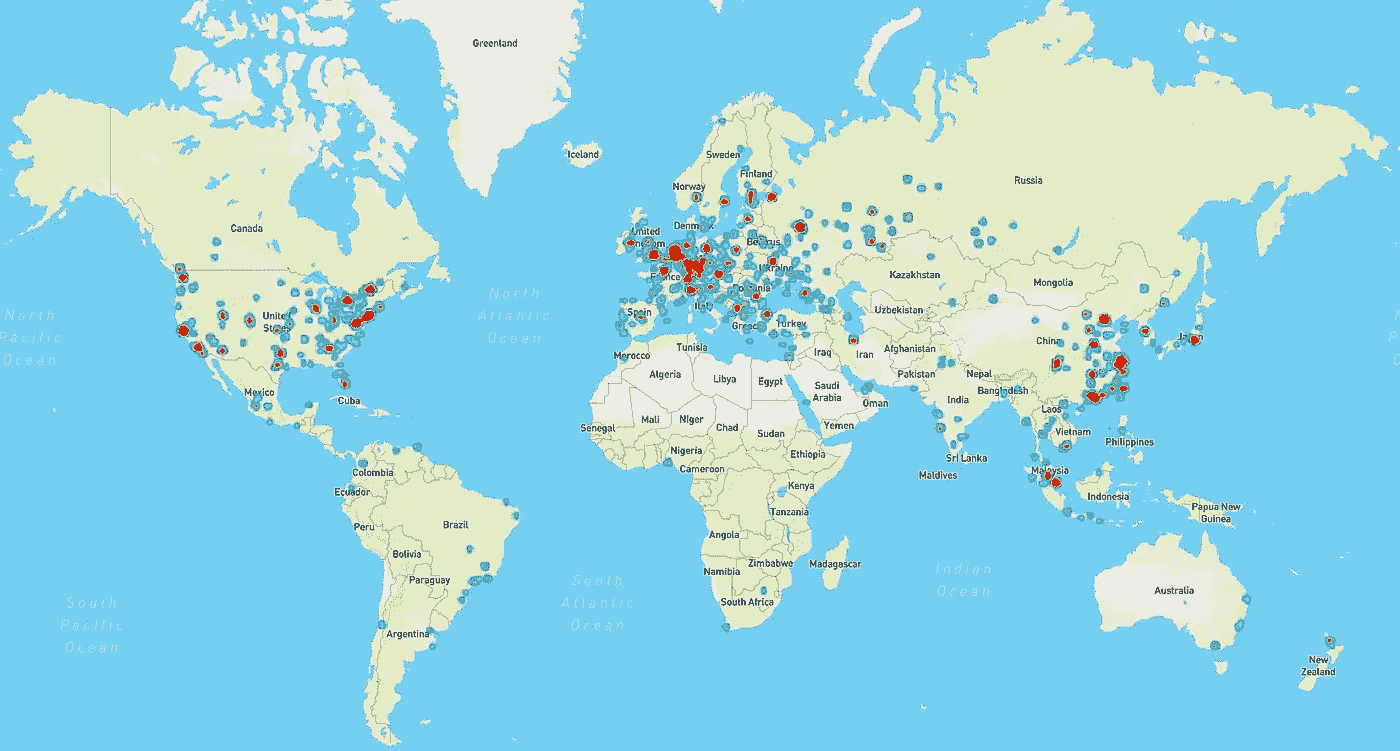 Greenland
Iceland
Sweden
Finland
Norway
Russia
Canada
United
Kingdom
Denmark
Belarus
Ukraine
France
Romania
Kazakhstan
Mongolia
North
Atlantic
Ocean
North
Pacific
Ocean
United
States
Spain
Italy
Greece
Turkey
Uzbekistan
China
Japan
Morocco
Tunisia
Iraq
Iran
Afghanistan
Algeria
Libya
Egypt
Pakistan
Nepal
Mexico
Cuba
Saudi
Arabia
Oman
India
Bangladesh
Laos
Mali
Niger
Chad
Sudan
Yemen
Senegal
Vietnam
Philippines
Nigeria
Ethiopia
Sri Lanka
Cameroon
Maldives
Malaysia
Colombia
Ecuador
Kenya
Indonesia
Papua New
Guinea
Peru
Brazil
Tanzania
Angola
Bolivia
Namibia
Zimbabwe
Madagascar
Indian
Ocean
Paraguay
South
Atlantic
Ocean
South
Pacific
Ocean
South Africa
Australia
Argentina
New
Zealand